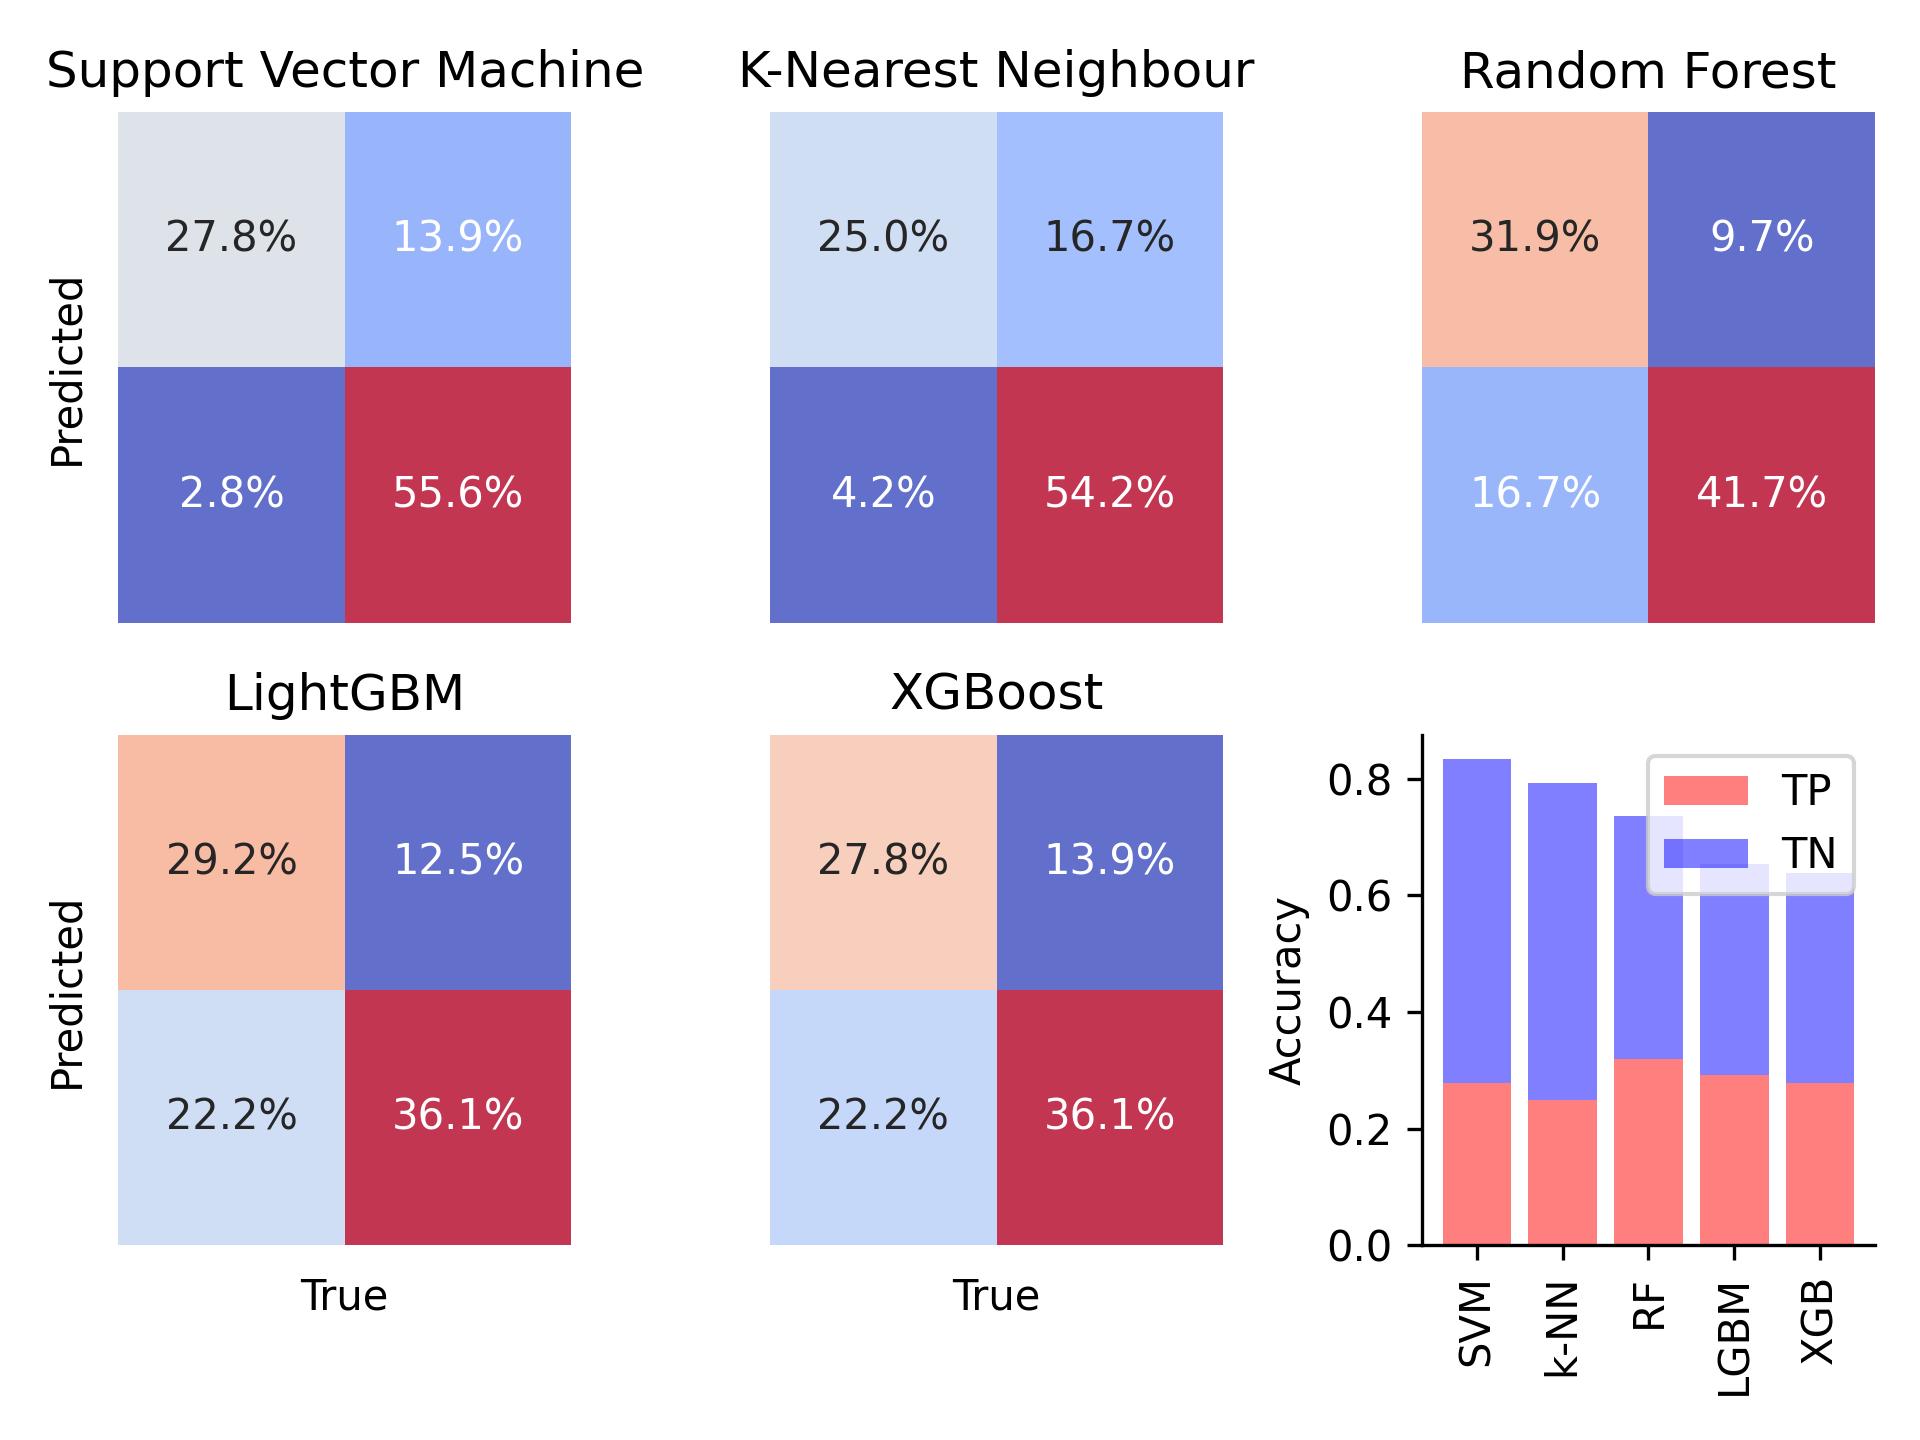 Support Vector Machine
K-Nearest Neighbour
Random Forest
Predicted
27.8% 13.9%
2.8% 55.6%
25.0% 16.7%
4.2% 54.2%
31.9% 9.7%
16.7% 41.7%
LightGBM
XGBoost
Predicted
29.2% 12.5%
22.2% 36.1%
True
27.8% 13.9%
22.2% 36.1%
True
Accuracy
0.8
0.6
0.4
0.2
0.0
TP
TN
SVM
k-NN
RF
LGBM
XGB